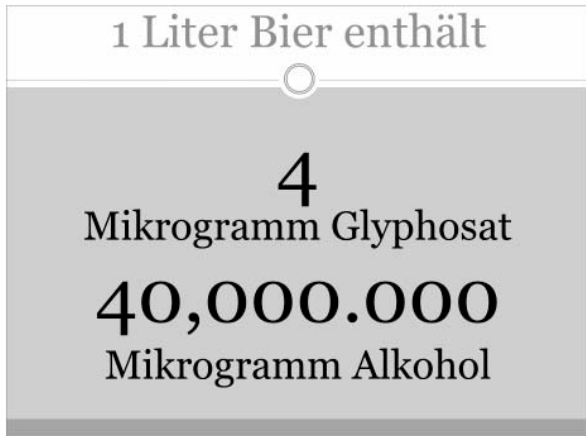 1 Liter Bier enthält
4
Mikrogramm Glyphosat
40,000.000
Mikrogramm Alkohol